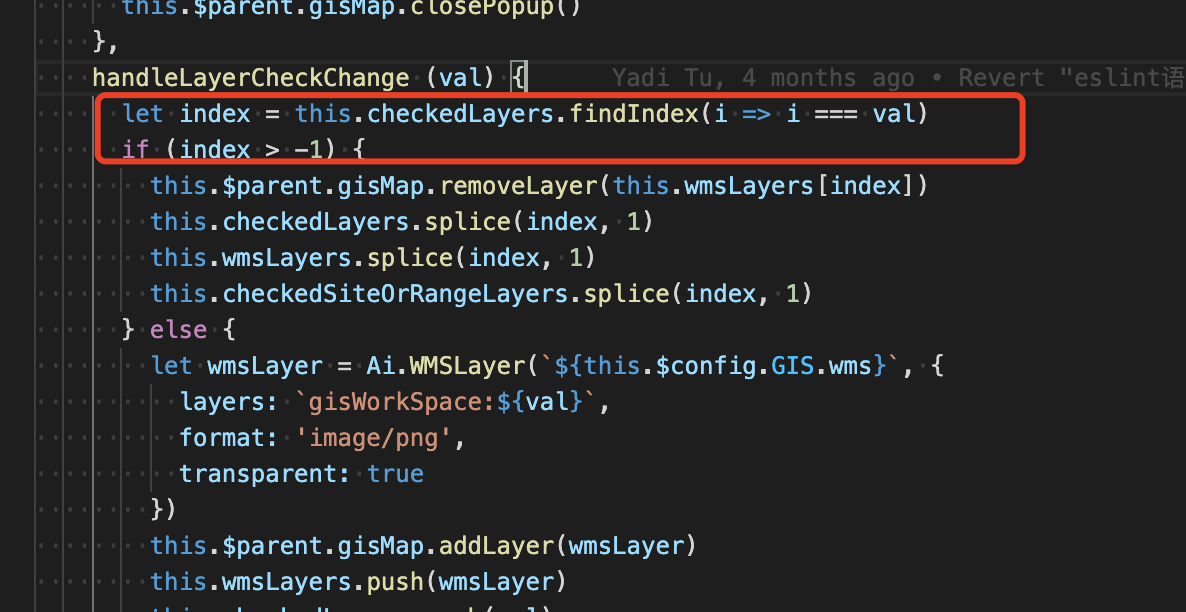 this.$parent.gisMap.closePopup()
},
handleLayerCheckChange (val) { Yadi Tu, 4 months ago • Revert "eslint语
let index = this.checkedLayers.findIndex(i => i === val)
if (index > -1) {
this.$parent.gisMap.removeLayer(this.wmsLayers[index])
this.checkedLayers.splice(index, 1)
this.wmsLayers.splice(index, 1)
this.checkedSiteOrRangeLayers.splice(index, 1)
} else {
let wmsLayer = Ai.WMSLayer(`${this.$config.GIS.wms}`, {
layers: `gisWorkSpace:${val}`,
format: 'image/png',
transparent: true
})
this.$parent.gisMap.addLayer(wmsLayer)
this.wmsLayers.push(wmsLayer)